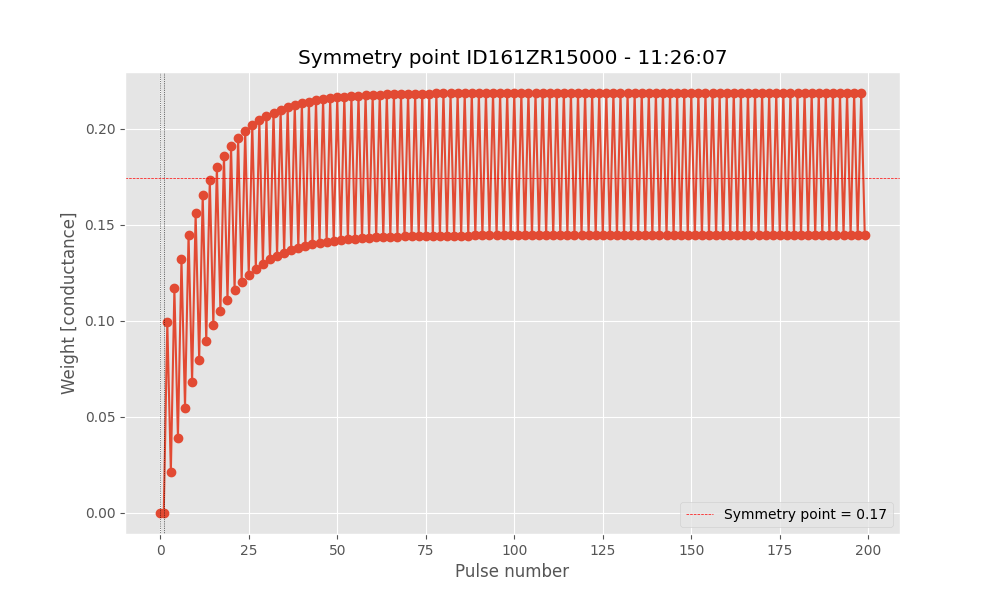 Symmetry point ID161ZR15000 - 11:26:07
Weight [conductance]
0.20
0.15
0.10
0.05
0.00
0 25 50 75 100 125 150 175 200
Pulse number
Symmetry point = 0.17